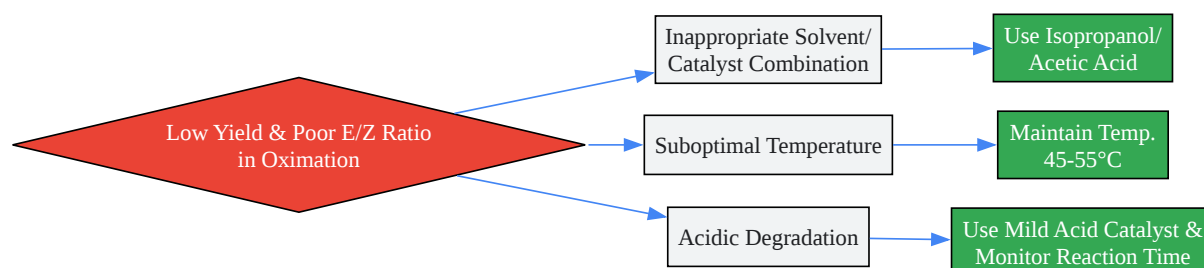 Low Yield & Poor E/Z Ratio
in Oximation
Inappropriate Solvent/
Catalyst Combination
Use Isopropanol/
Acetic Acid
Suboptimal Temperature
Maintain Temp.
45-55°C
Acidic Degradation
Use Mild Acid Catalyst &
Monitor Reaction Time